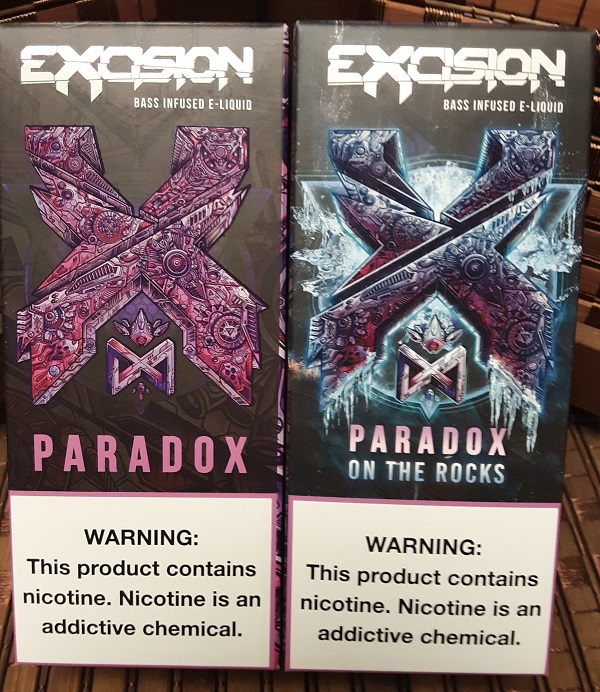 EXCISION
BASS INFUSED E-LIQUID
PARADOX
WARNING:
This product contains
nicotine. Nicotine is an
addictive chemical.
EXCISION
BASS INFUSED E-LIQUID
PARADOX
ON THE ROCKS
WARNING:
This product contains
nicotine. Nicotine is an
addictive chemical.